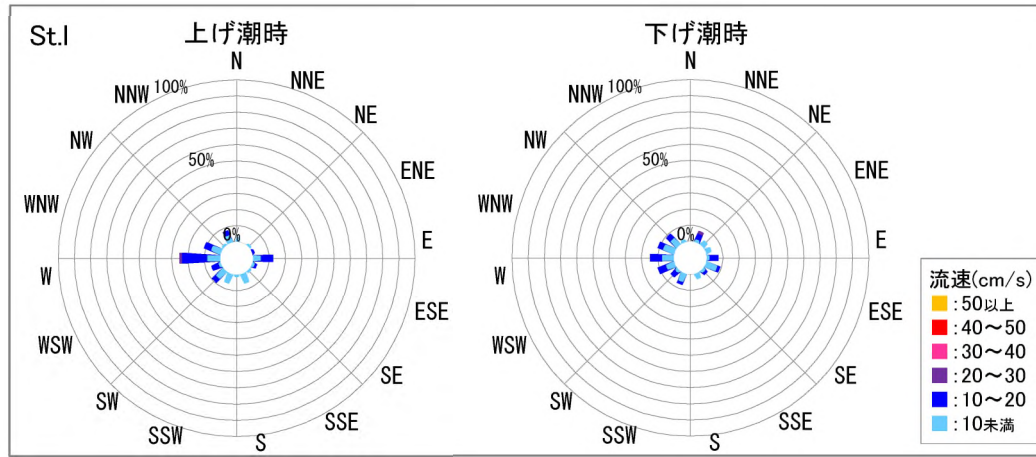 St.I
上げ潮時
N
NNE
NE
ENE
E
ESE
SE
SSE
S
SSW
SW
WSW
W
WNW
NW
NNW
100%
50%
0%
下げ潮時
N
NNE
NE
ENE
E
ESE
SE
SSE
S
SSW
SW
WSW
W
WNW
NW
NNW
100%
50%
0%
流速(cm/s)
:50以上
:40～50
:30～40
:20～30
:10～20
:10未満